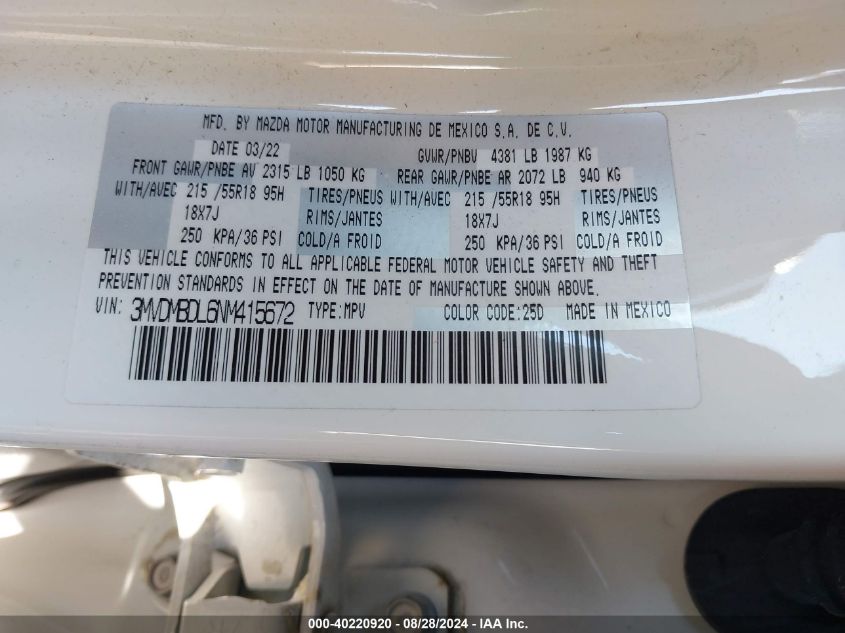 MFD. BY MAZDA MOTOR MANUFACTURING DE MEXICO S.A. DE C.V.
DATE 03/22 GVWR/PNBV 4381 LB 1987 KG
FRONT GAWR/PNBE AV 2315 LB 1050 KG REAR GAWR/PNBE AR 2072 LB 940 KG
WITH/AVEC 215 /55R18 95H TIRES/PNEUS WITH/AVEC 215 /55R18 95H TIRES/PNEUS
18X7J RIMS/JANTES 18X7J RIMS/JANTES
250 KPA/36 PSI COLD/A FROID 250 KPA/36 PSI COLD/A FROID
THIS VEHICLE CONFORMS TO ALL APPLICABLE FEDERAL MOTOR VEHICLE SAFETY AND THEFT
PREVENTION STANDARDS IN EFFECT ON THE DATE OF MANUFACTURE SHOWN ABOVE.
VIN: 3MVDMBDL6NM415672 TYPE:MPV COLOR CODE:25D MADE IN MEXICO
000-40220920 - 08/28/2024 - IAA Inc.